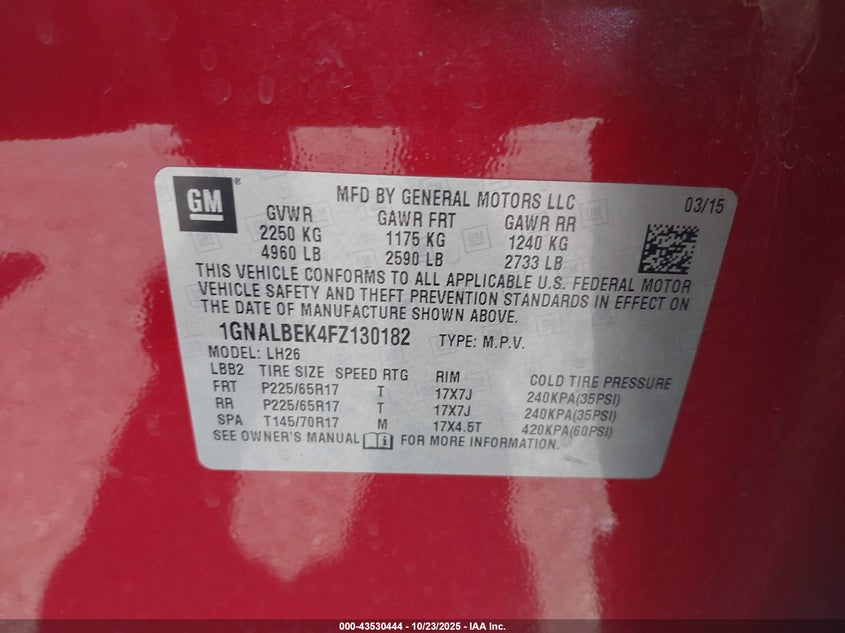 GM®
MFD BY GENERAL MOTORS LLC 03/15
GVWR GAWR FRT GAWR RR
2250 KG 1175 KG 1240 KG
4960 LB 2590 LB 2733 LB
THIS VEHICLE CONFORMS TO ALL APPLICABLE U.S. FEDERAL MOTOR
VEHICLE SAFETY AND THEFT PREVENTION STANDARDS IN EFFECT ON
THE DATE OF MANUFACTURE SHOWN ABOVE.
1GNALBEK4FZ130182 TYPE: M.P.V.
MODEL: LH26
LBB2 TIRE SIZE SPEED RTG RIM COLD TIRE PRESSURE
FRT P225/65R17 T 17X7J 240KPA(35PSI)
RR P225/65R17 T 17X7J 240KPA(35PSI)
SPA T145/70R17 M 17X4.5T 420KPA(60PSI)
SEE OWNER'S MANUAL FOR MORE INFORMATION.
000-43530444 - 10/23/2025 - IAA Inc.